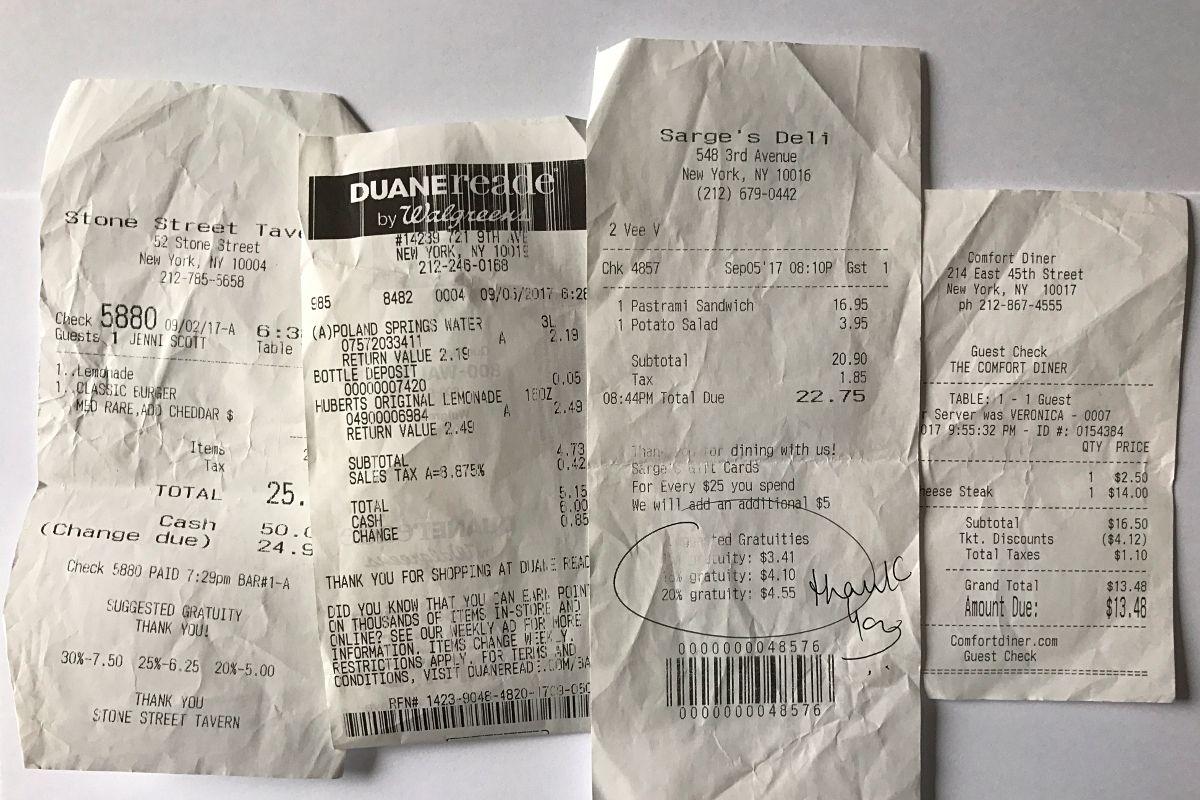 Stone Street
52 Stone Street
New York, NY 10004
212-785-5658
Check 5880 09/02/17-A
Guests 1 JENNI SCOTT Table
1..Lemonade
1..CLASSIC BURGER
MED RARE,ADD CHEDDAR $
Items
Tax
TOTAL 25.
Cash 50.
(Change due) 24.9
Check 5880 PAID 7:29pm BAR#1-A
SUGGESTED GRATUITY
THANK YOU!
30%-7.50 25%-6.25 20%-5.00
THANK YOU
STONE STREET TAVERN
DUANEreade
by Walgreens
#14239 721 9TH AVE
NEW YORK, NY 10019
212-246-0168
985 8482 0004 6:28
(A)POLAND SPRINGS WATER 3L
07572033411 A 2.19
RETURN VALUE 2.19
BOTTLE DEPOSIT
00000007420 0.05
HUBERTS ORIGINAL LEMONADE
04900006984 A 2.49
RETURN VALUE 2.49
SUBTOTAL 4.73
SALES TAX 0.42
TOTAL 5.15
CASH 6.00
CHANGE 0.85
THANK YOU FOR SHOPPING AT DUANE READ
DID YOU KNOW THAT YOU CAN EARN POINT
ON THOUSANDS OF ITEMS IN-STORE AND
ONLINE? SEE OUR WEEKLY AD FOR MORE
INFORMATION. ITEMS CHANGE WEEKLY.
RESTRICTIONS APPLY. FOR TERMS AND
CONDITIONS, VISIT DUANEREADE.COM/BA
RFN#
Sarge's Deli
548 3rd Avenue
New York, NY 10016
(212) 679-0442
2 Vee V
Chk 4857 Sep05'17 08:10P Gst 1
1 Pastrami Sandwich 16.95
1 Potato Salad 3.95
Subtotal 20.90
Tax 1.85
08:44PM Total Due 22.75
Thank you for dining with us!
Sarge's Gift Cards
For Every $25 you spend
We will add an additional $5
Gratuities
gratuity: $3.41
gratuity: $4.10
20% gratuity: $4.55
thank
you
0000000048576
0000000048576
Comfort Diner
214 East 45th Street
New York, NY 10017
ph 212-867-4555
Guest Check
THE COMFORT DINER
TABLE: 1 - 1 Guest
r Server was VERONICA - 0007
017 9:55:32 PM - ID #: 0154384
QTY PRICE
1 $2.50
eese Steak 1 $14.00
Subtotal $16.50
Tkt. Discounts ($4.12)
Total Taxes $1.10
Grand Total $13.48
Amount Due: $13.48
Comfortdiner.com
Guest Check